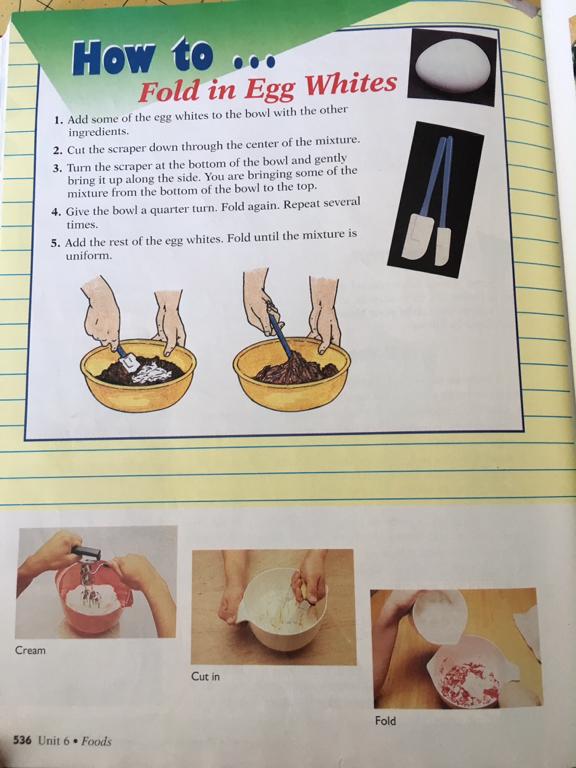 How to ...
Fold in Egg Whites
1. Add some of the egg whites to the bowl with the other
ingredients.
2. Cut the scraper down through the center of the mixture.
3. Turn the scraper at the bottom of the bowl and gently
bring it up along the side. You are bringing some of the
mixture from the bottom of the bowl to the top.
4. Give the bowl a quarter turn. Fold again. Repeat several
times.
5. Add the rest of the egg whites. Fold until the mixture is
uniform.
Cream
Cut in
Fold
536 Unit 6 • Foods